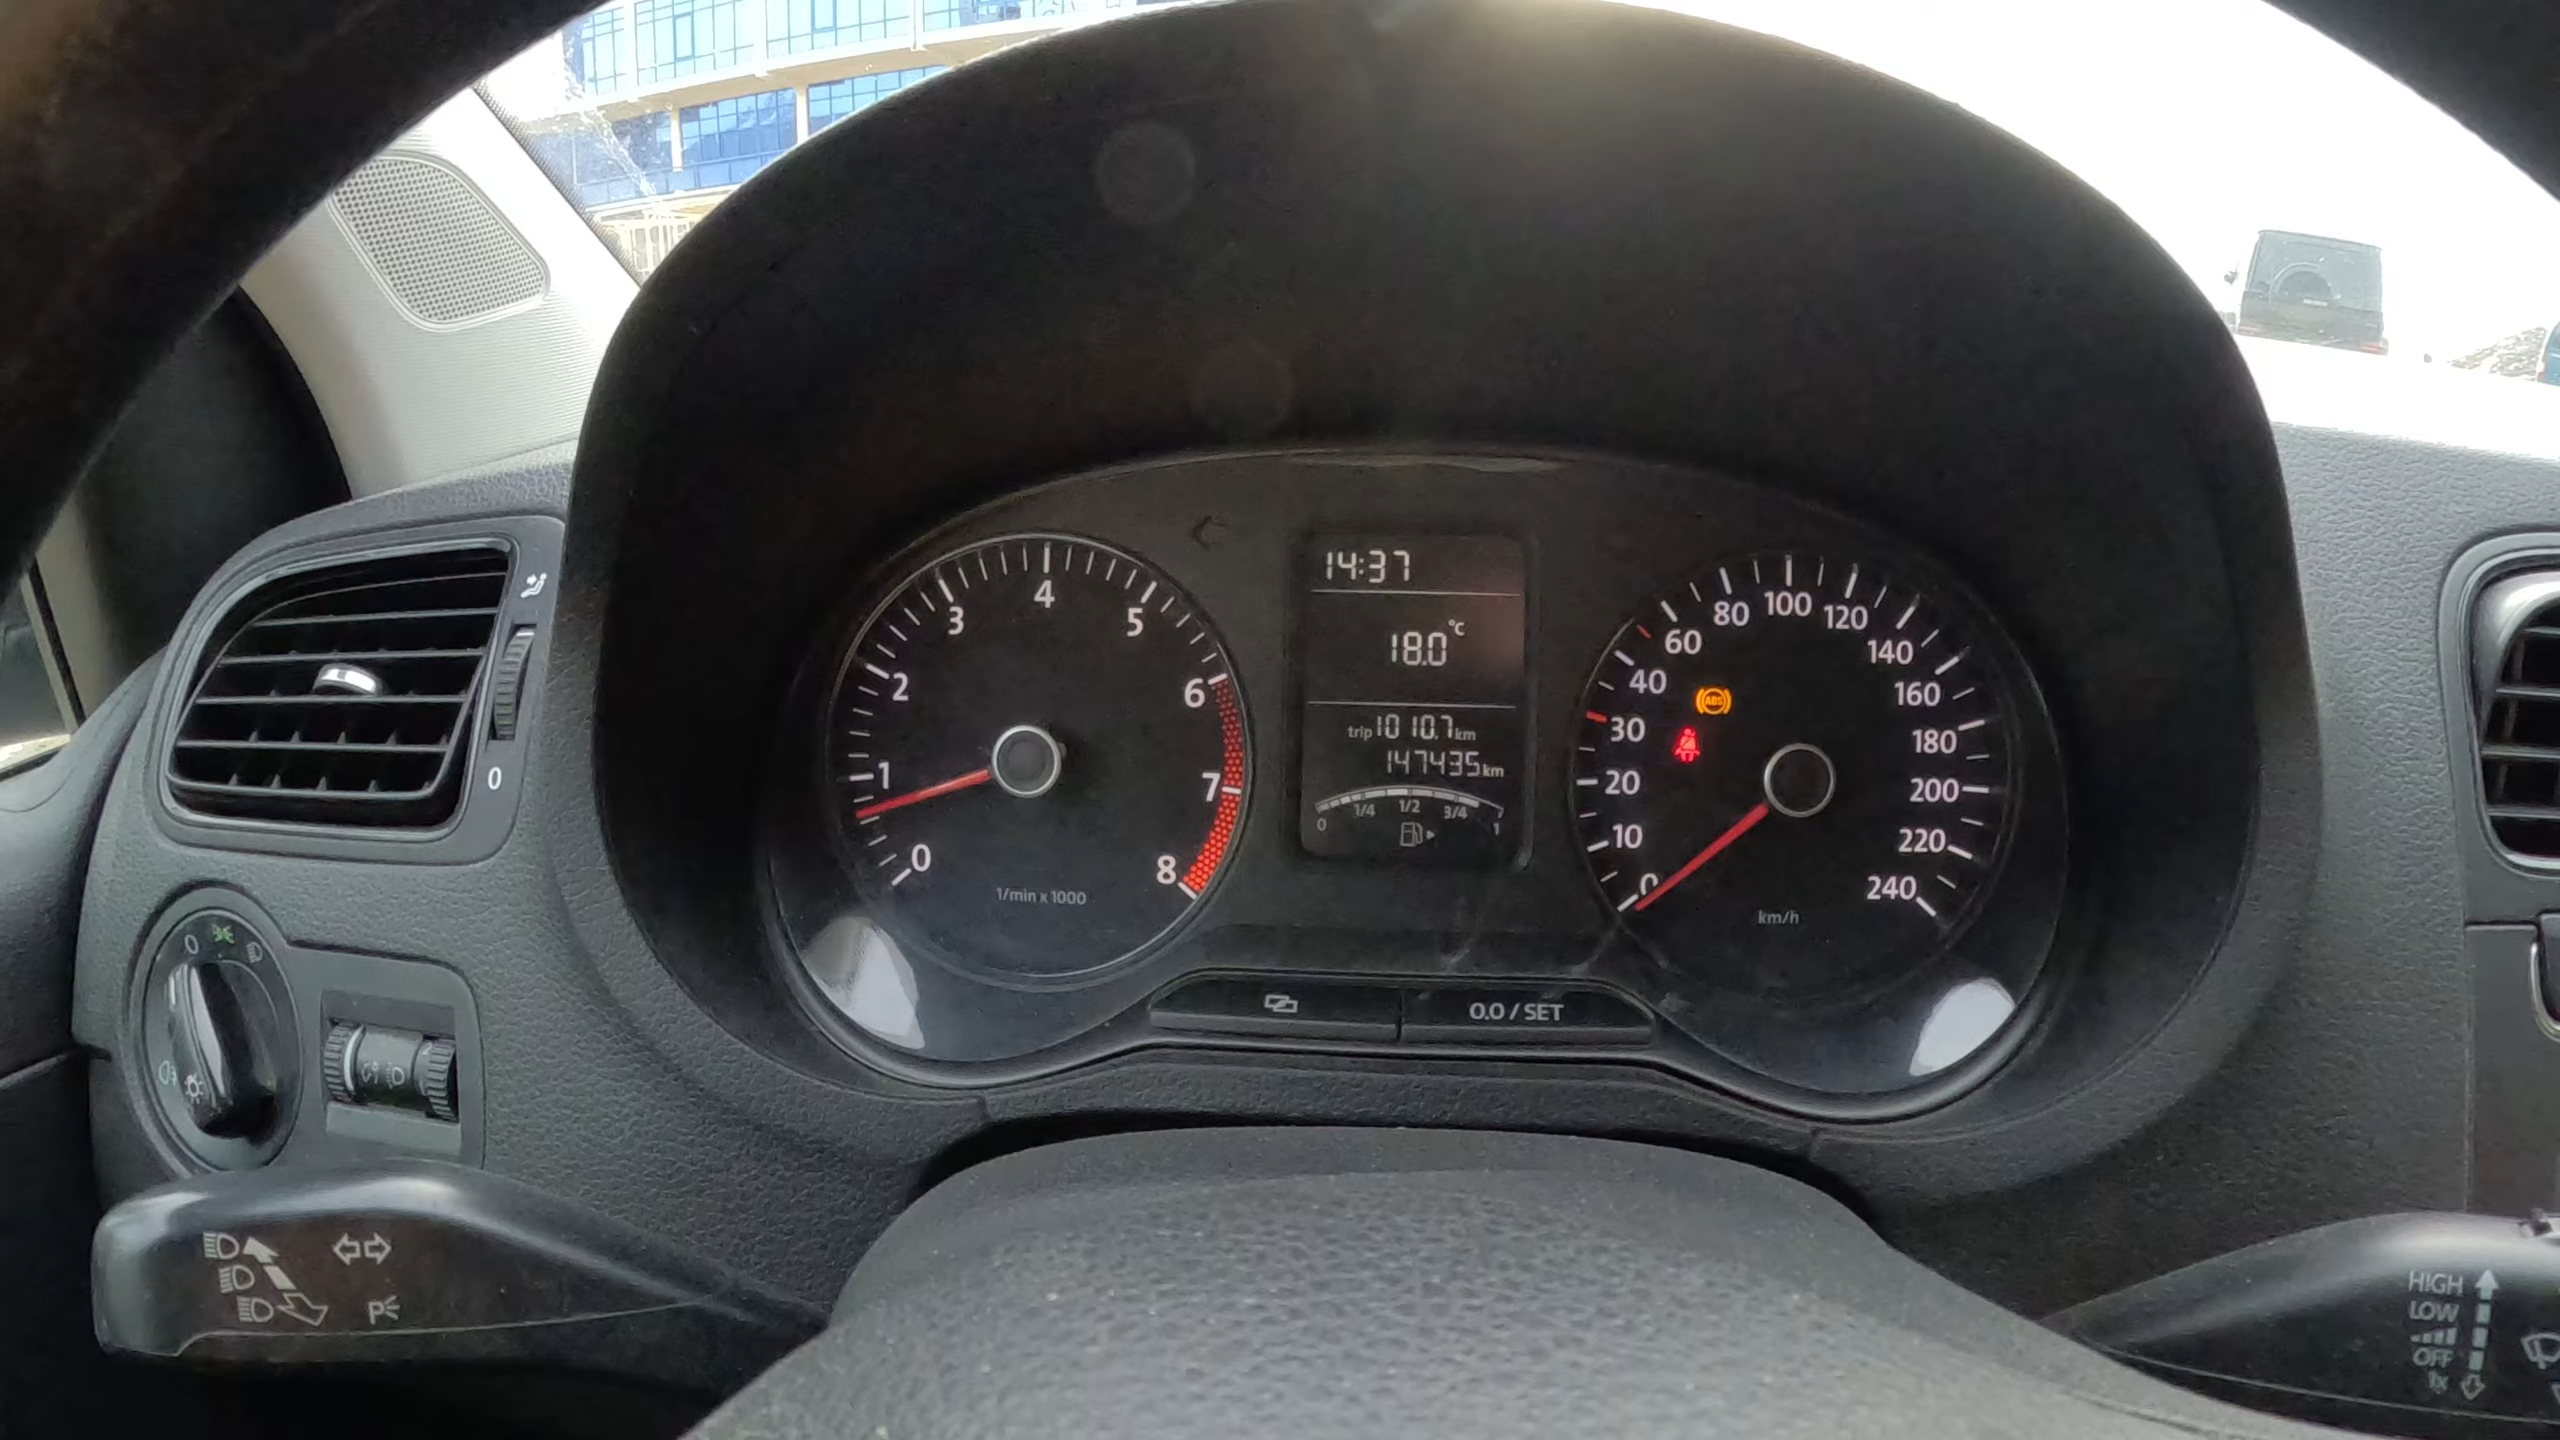 14:37
18.0 °C
trip 1010.7 km
147435 km
0 1/4 1/2 3/4 1
0 1 2 3 4 5 6 7 8
1/min x 1000
0 10 20 30 40 60 80 100 120 140 160 180 200 220 240
km/h
ABS
0.0 / SET
0
0
P
HIGH
LOW
OFF
1x